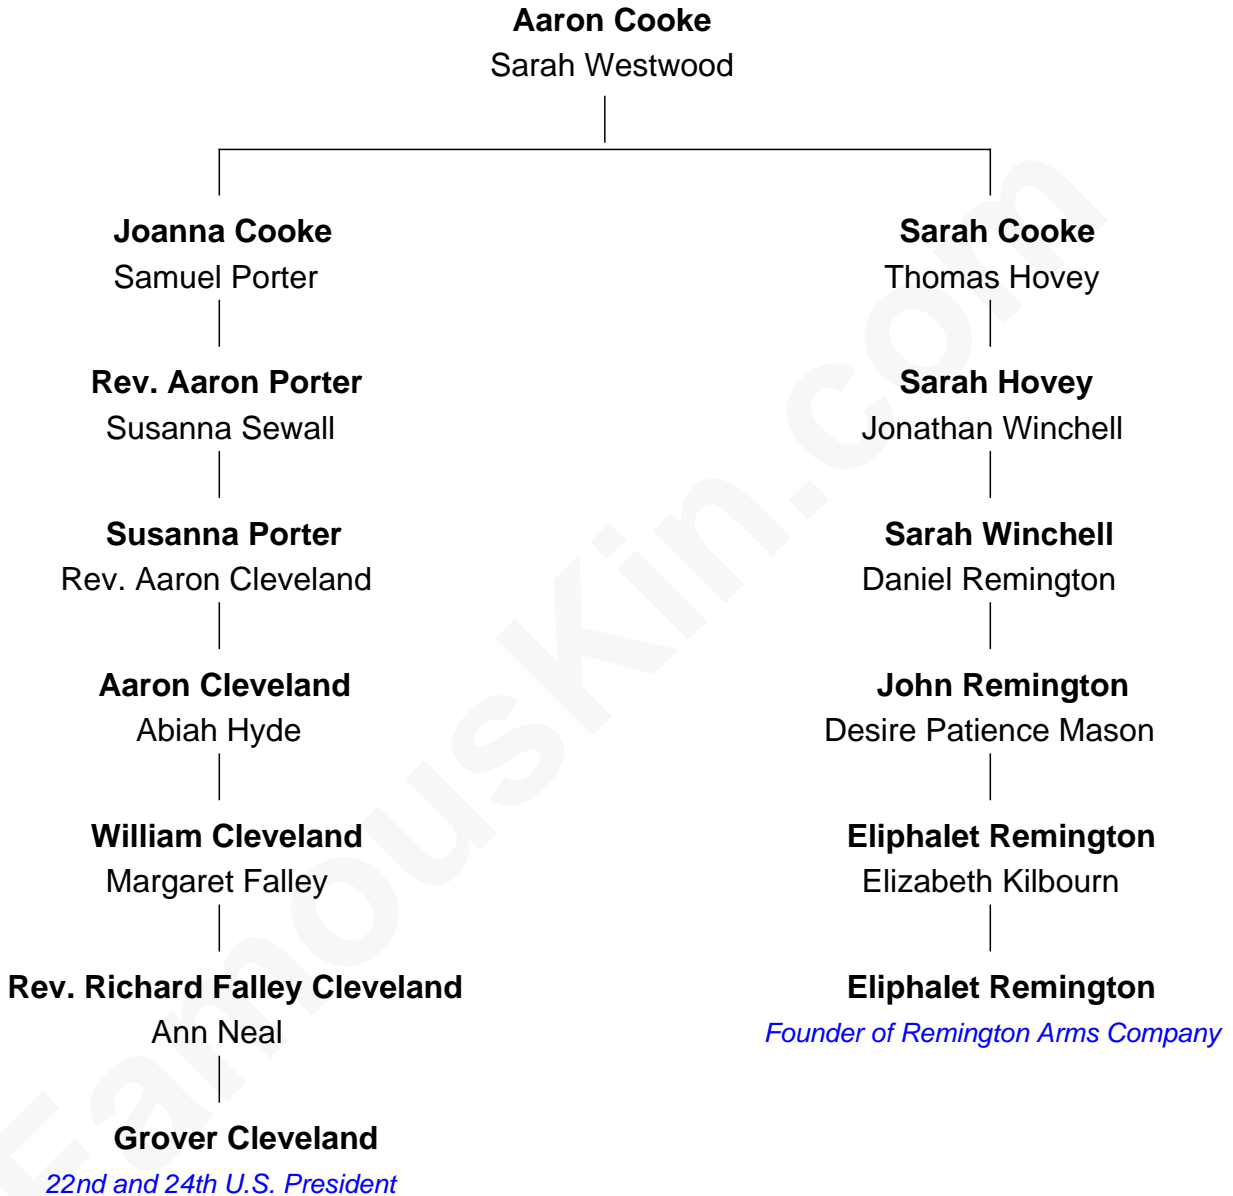 Aaron Cooke
Sarah Westwood
Joanna Cooke
Samuel Porter
Sarah Cooke
Thomas Hovey
Rev. Aaron Porter
Susanna Sewall
Sarah Hovey
Jonathan Winchell
Susanna Porter
Rev. Aaron Cleveland
Sarah Winchell
Daniel Remington
Aaron Cleveland
Abiah Hyde
John Remington
Desire Patience Mason
William Cleveland
Margaret Falley
Eliphalet Remington
Elizabeth Kilbourn
Rev. Richard Falley Cleveland
Ann Neal
Eliphalet Remington
Founder of Remington Arms Company
Grover Cleveland
22nd and 24th U.S. President
FamousKin.com